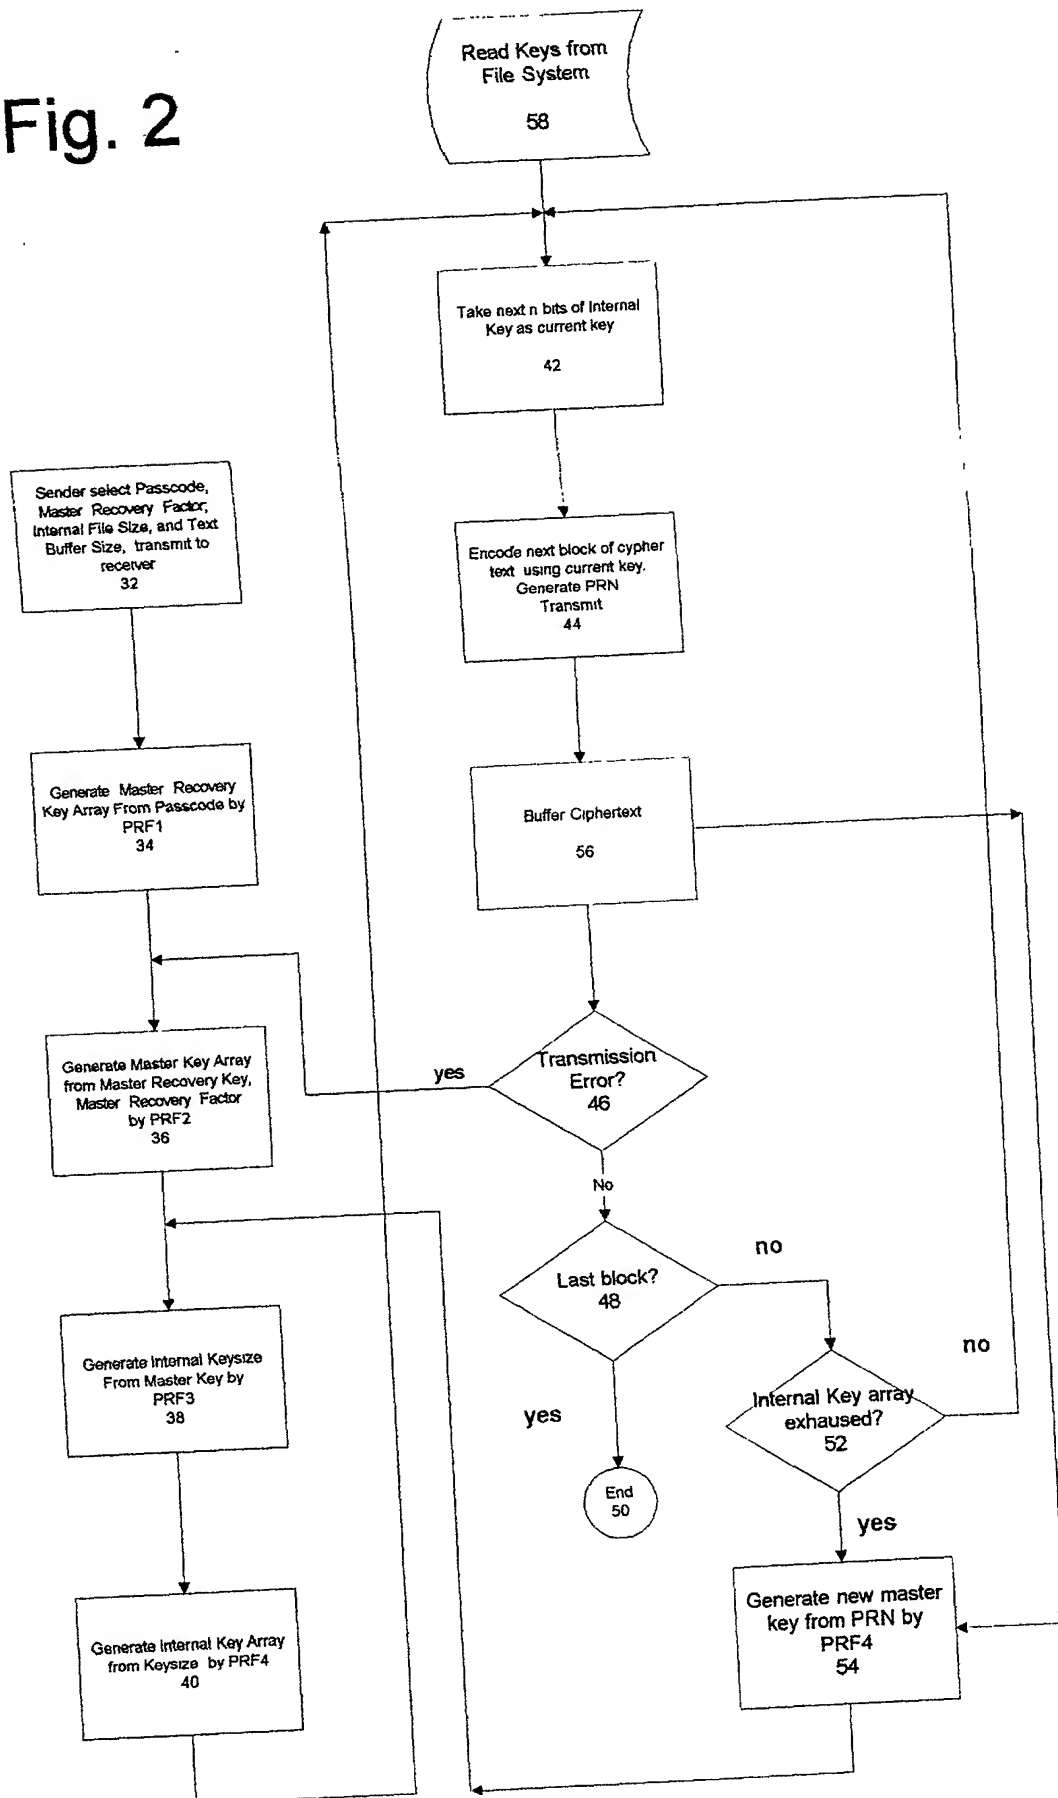 Fig. 2
Read Keys from
File System
58
Take next n bits of Internal
Key as current key
42
Sender select Passcode,
Master Recovery Factor,
Internal File Size, and Text
Buffer Size, transmit to
receiver
32
Encode next block of cypher
text using current key.
Generate PRN
Transmit
44
Generate Master Recovery
Key Array From Passcode by
PRF1
34
Buffer Ciphertext
56
Generate Master Key Array
from Master Recovery Key,
Master Recovery Factor
by PRF2
36
yes
Transmission
Error?
46
No
Last block?
48
no
Generate Internal Keysize
From Master Key by
PRF3
38
yes
Internal Key array
exhaused?
52
no
End
50
yes
Generate Internal Key Array
from Keysize by PRF4
40
Generate new master
key from PRN by
PRF4
54